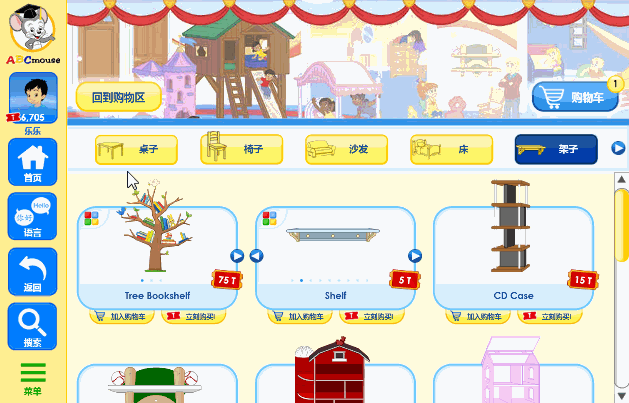 ABCmouse
6,705
乐乐
首页
你好
Hello
语言
返回
搜索
菜单
回到购物区
购物车
1
桌子
椅子
沙发
床
架子
75 T
Tree Bookshelf
加入购物车
立刻购买!
5 T
Shelf
加入购物车
立刻购买!
15 T
CD Case
加入购物车
立刻购买!